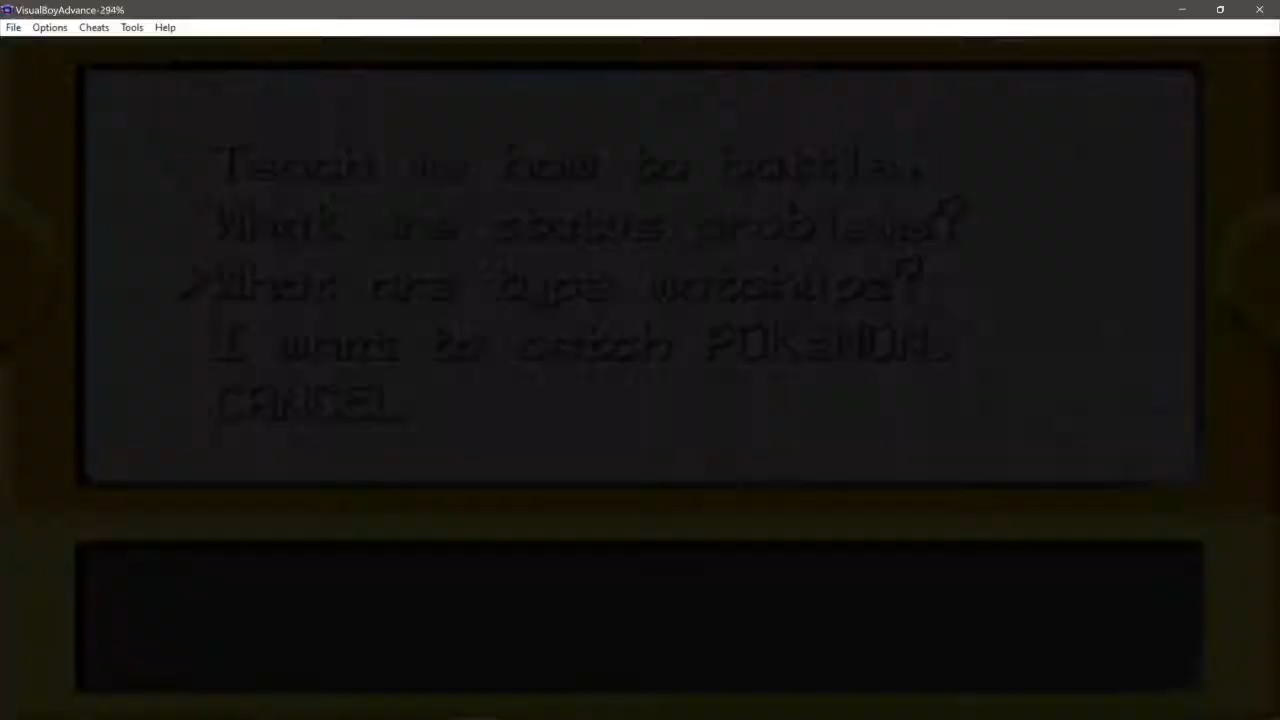 VisualBoyAdvance-294%
File Options Cheats Tools Help
Teach me how to battle.
What are status problems?
What are type matchups?
I want to catch POKéMON.
CANCEL